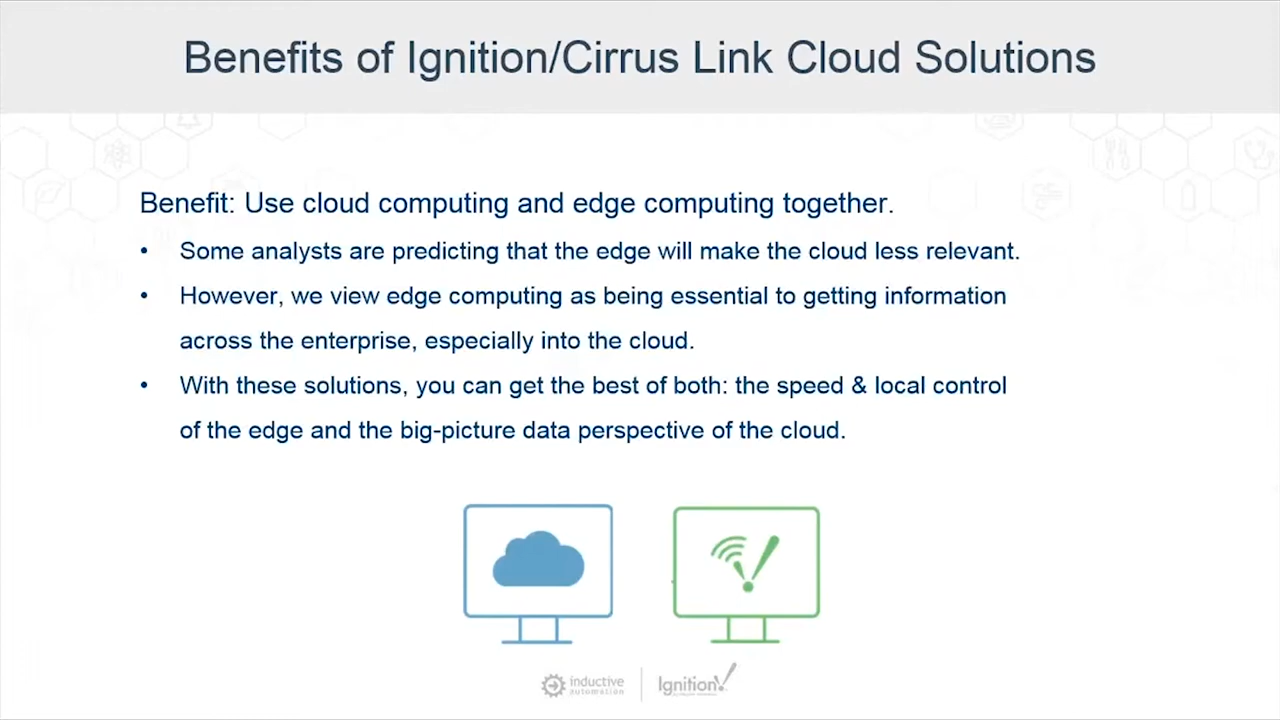 Benefits of Ignition/Cirrus Link Cloud Solutions
Benefit: Use cloud computing and edge computing together.
• Some analysts are predicting that the edge will make the cloud less relevant.
• However, we view edge computing as being essential to getting information
across the enterprise, especially into the cloud.
• With these solutions, you can get the best of both: the speed & local control
of the edge and the big-picture data perspective of the cloud.
inductive
automation
Ignition!